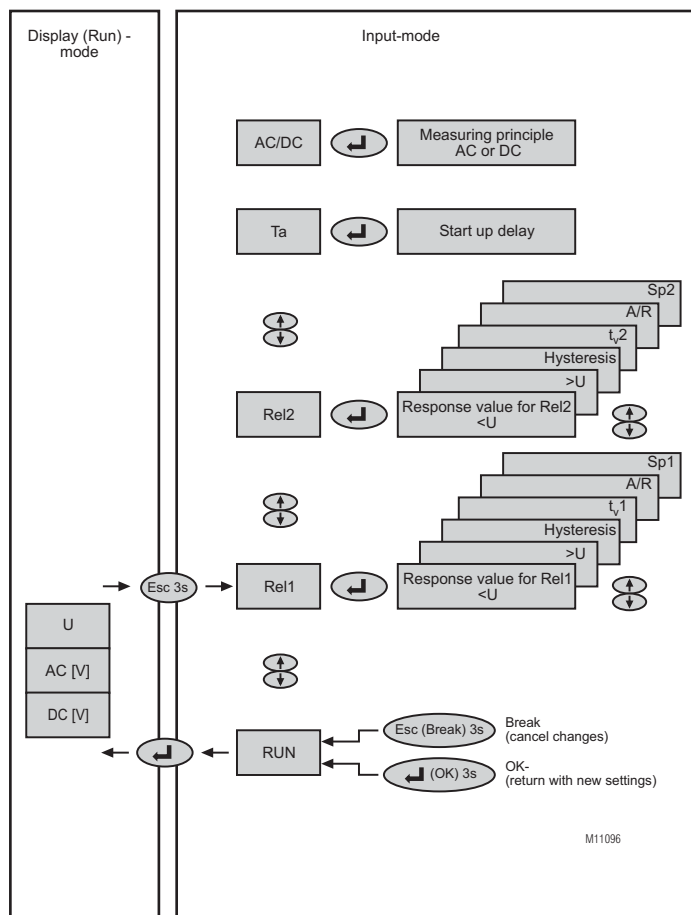 Display (Run) -
mode
Input-mode
AC/DC
Measuring principle
AC or DC
Ta
Start up delay
Sp2
A/R
tv2
Hysteresis
>U
Rel2
Response value for Rel2
<U
Sp1
A/R
tv1
Hysteresis
>U
Esc 3s
Rel1
Response value for Rel1
<U
U
AC [V]
DC [V]
RUN
Esc (Break) 3s
Break
(cancel changes)
(OK) 3s
OK-
(return with new settings)
M11096